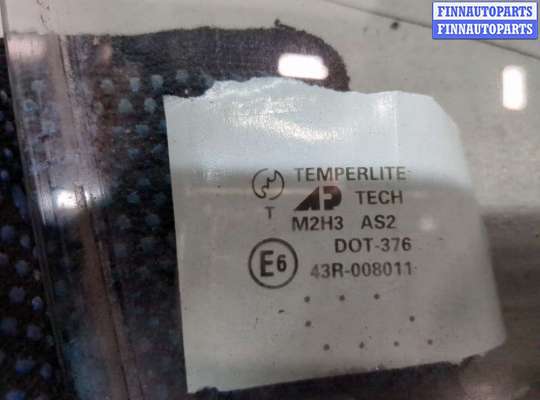 FINNAUTOPARTS
FINNAUTOPARTS
TEMPERLITE
T AP TECH
M2H3 AS2
DOT-376
E6 43R-008011